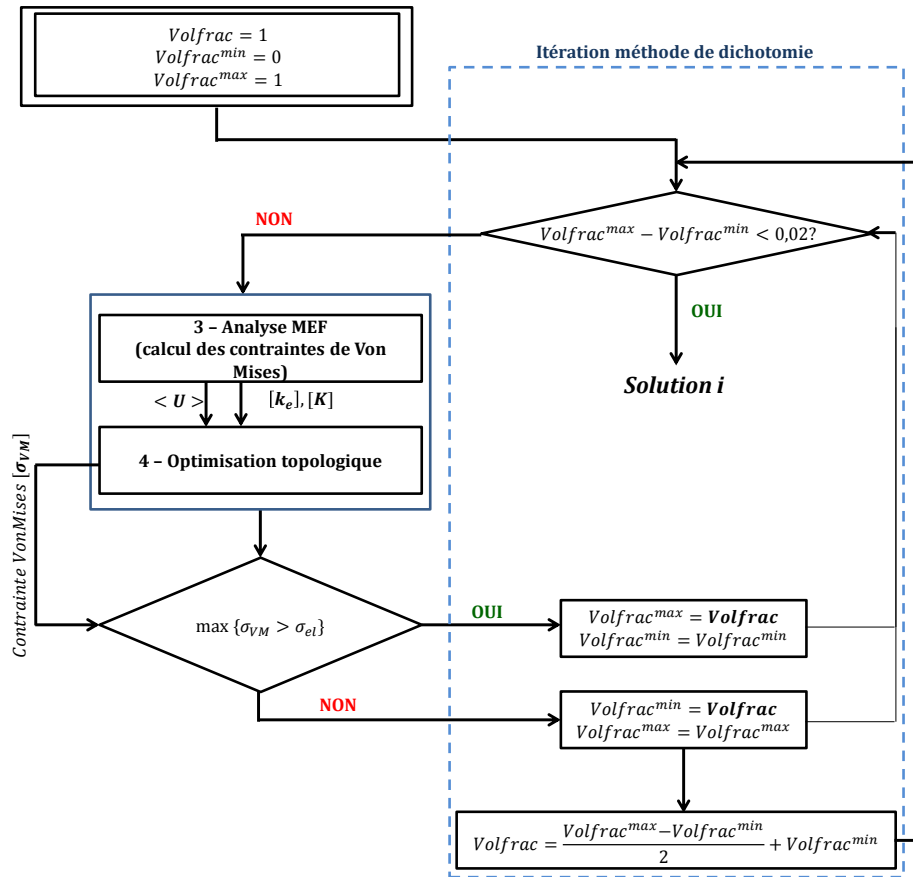 Volfrac = 1
Volfrac^min = 0
Volfrac^max = 1
Itération méthode de dichotomie
NON
Volfrac^max − Volfrac^min < 0,02?
OUI
Solution i
3 – Analyse MEF
(calcul des contraintes de Von
Mises)
< U > [k_e], [K]
4 – Optimisation topologique
Contrainte VonMises [σ_VM]
max {σ_VM > σ_el}
OUI
Volfrac^max = Volfrac
Volfrac^min = Volfrac^min
NON
Volfrac^min = Volfrac
Volfrac^max = Volfrac^max
Volfrac = (Volfrac^max − Volfrac^min)/2 + Volfrac^min